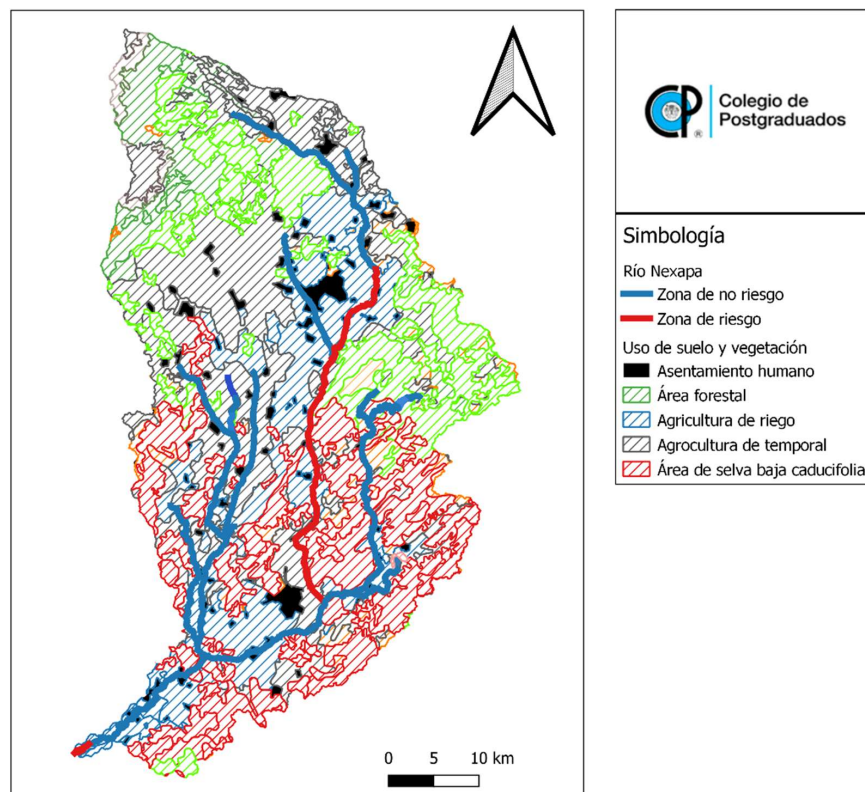 Colegio de
Postgraduados
CP
®
Simbología
Río Nexapa
Zona de no riesgo
Zona de riesgo
Uso de suelo y vegetación
Asentamiento humano
Área forestal
Agricultura de riego
Agrocultura de temporal
Área de selva baja caducifolia
0 5 10 km